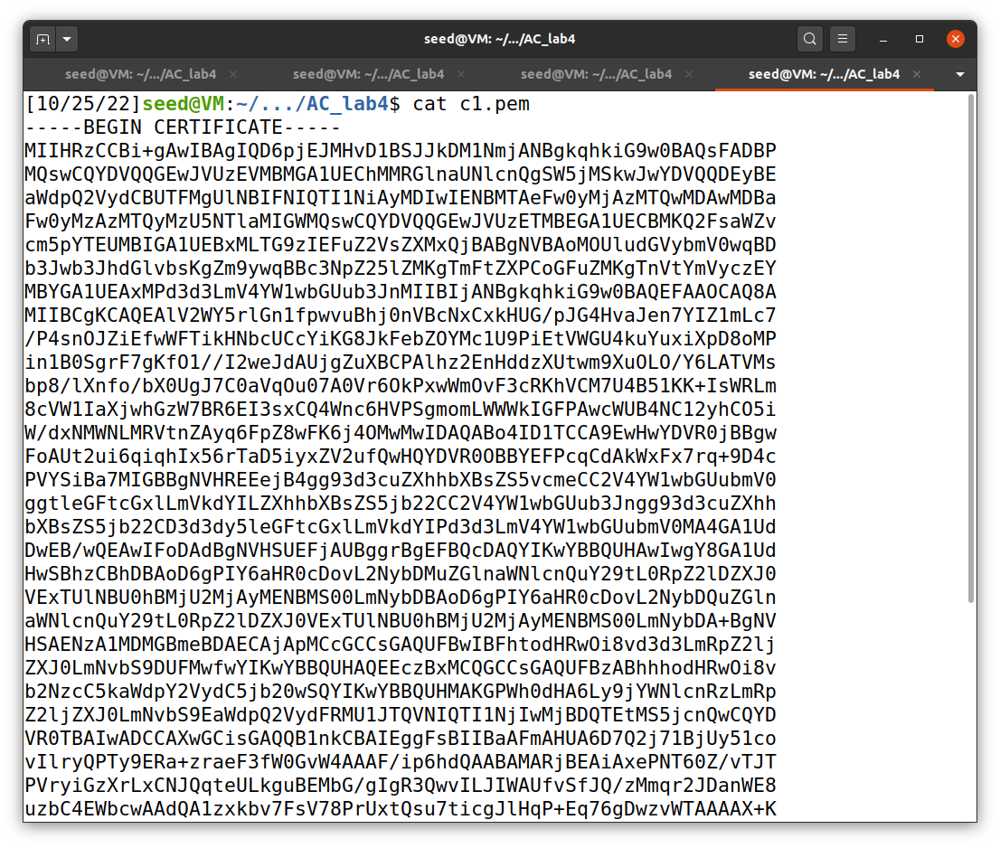 seed@VM: ~/.../AC_lab4
seed@VM: ~/.../AC_lab4 seed@VM: ~/.../AC_lab4 seed@VM: ~/.../AC_lab4 seed@VM: ~/.../AC_lab4
[10/25/22]seed@VM:~/.../AC_lab4$ cat c1.pem
-----BEGIN CERTIFICATE-----
MIIHRzCCBi+gAwIBAgIQD6pjEJMHvD1BSJJkDM1NmjANBgkqhkiG9w0BAQsFADBP
MQswCQYDVQQGEwJVUzEVMBMGA1UEChMMRGlnaUNlcnQgSW5jMSkwJwYDVQQDEyBE
aWdpQ2VydCBUTFMgUlNBIFNIQTI1NiAyMDIwIENBMTAeFw0yMjAzMTQwMDAwMDBa
Fw0yMzAzMTQyMzU5NTlaMIGWMQswCQYDVQQGEwJVUzETMBEGA1UECBMKQ2FsaWZv
cm5pYTEUMBIGA1UEBxMLTG9zIEFuZ2VsZXMxQjBABgNVBAoMOUludGVybmV0wqBD
b3Jwb3JhdGlvbsKgZm9ywqBBc3NpZ25lZMKgTmFtZXPCoGFuZMKgTnVtYmVyczEY
MBYGA1UEAxMPd3d3LmV4YW1wbGUub3JnMIIBIjANBgkqhkiG9w0BAQEFAAOCAQ8A
MIIBCgKCAQEAlV2WY5rlGn1fpwvuBhj0nVBcNxCxkHUG/pJG4HvaJen7YIZ1mLc7
/P4snOJZiEfwWFTikHNbcUCcYiKG8JkFebZOYMc1U9PiEtVWGU4kuYuxiXpD8oMP
in1B0SgrF7gKfO1//I2weJdAUjgZuXBCPAlhz2EnHddzXUtwm9XuOLO/Y6LATVMs
bp8/lXnfo/bX0UgJ7C0aVqOu07A0Vr6OkPxwWmOvF3cRKhVCM7U4B51KK+IsWRLm
8cVW1IaXjwhGzW7BR6EI3sxCQ4Wnc6HVPSgmomLWWWkIGFPAwcWUB4NC12yhCO5i
W/dxNMWNLMRVtnZAyq6FpZ8wFK6j4OMwMwIDAQABo4ID1TCCA9EwHwYDVR0jBBgw
FoAUt2ui6qiqhIx56rTaD5iyxZV2ufQwHQYDVR0OBBYEFPcqCdAkWxFx7rq+9D4c
PVYSiBa7MIGBBgNVHREEejB4gg93d3cuZXhhbXBsZS5vcmeCC2V4YW1wbGUubmV0
ggtleGFtcGxlLmVkdYILZXhhbXBsZS5jb22CC2V4YW1wbGUub3Jngg93d3cuZXhh
bXBsZS5jb22CD3d3dy5leGFtcGxlLmVkdYIPd3d3LmV4YW1wbGUubmV0MA4GA1Ud
DwEB/wQEAwIFoDAdBgNVHSUEFjAUBggrBgEFBQcDAQYIKwYBBQUHAwIwgY8GA1Ud
HwSBhzCBhDBAoD6gPIY6aHR0cDovL2NybDMuZGlnaWNlcnQuY29tL0RpZ2lDZXJ0
VExTUlNBU0hBMjU2MjAyMENBMS00LmNybDBAoD6gPIY6aHR0cDovL2NybDQuZGln
aWNlcnQuY29tL0RpZ2lDZXJ0VExTUlNBU0hBMjU2MjAyMENBMS00LmNybDA+BgNV
HSAENzA1MDMGBmeBDAECAjApMCcGCCsGAQUFBwIBFhtodHRwOi8vd3d3LmRpZ2lj
ZXJ0LmNvbS9DUFMwfwYIKwYBBQUHAQEEczBxMCQGCCsGAQUFBzABhhhodHRwOi8v
b2NzcC5kaWdpY2VydC5jb20wSQYIKwYBBQUHMAKGPWh0dHA6Ly9jYWNlcnRzLmRp
Z2ljZXJ0LmNvbS9EaWdpQ2VydFRMU1JTQVNIQTI1NjIwMjBDQTEtMS5jcnQwCQYD
VR0TBAIwADCCAXwGCisGAQQB1nkCBAIEggFsBIIBaAFmAHUA6D7Q2j71BjUy51co
vIlryQPTy9ERa+zraeF3fW0GvW4AAAF/ip6hdQAABAMARjBEAiAxePNT60Z/vTJT
PVryiGzXrLxCNJQqteULkguBEMbG/gIgR3QwvILJIWAUfvSfJQ/zMmqr2JDanWE8
uzbC4EWbcwAAdQA1zxkbv7FsV78PrUxtQsu7ticgJlHqP+Eq76gDwzvWTAAAAX+K